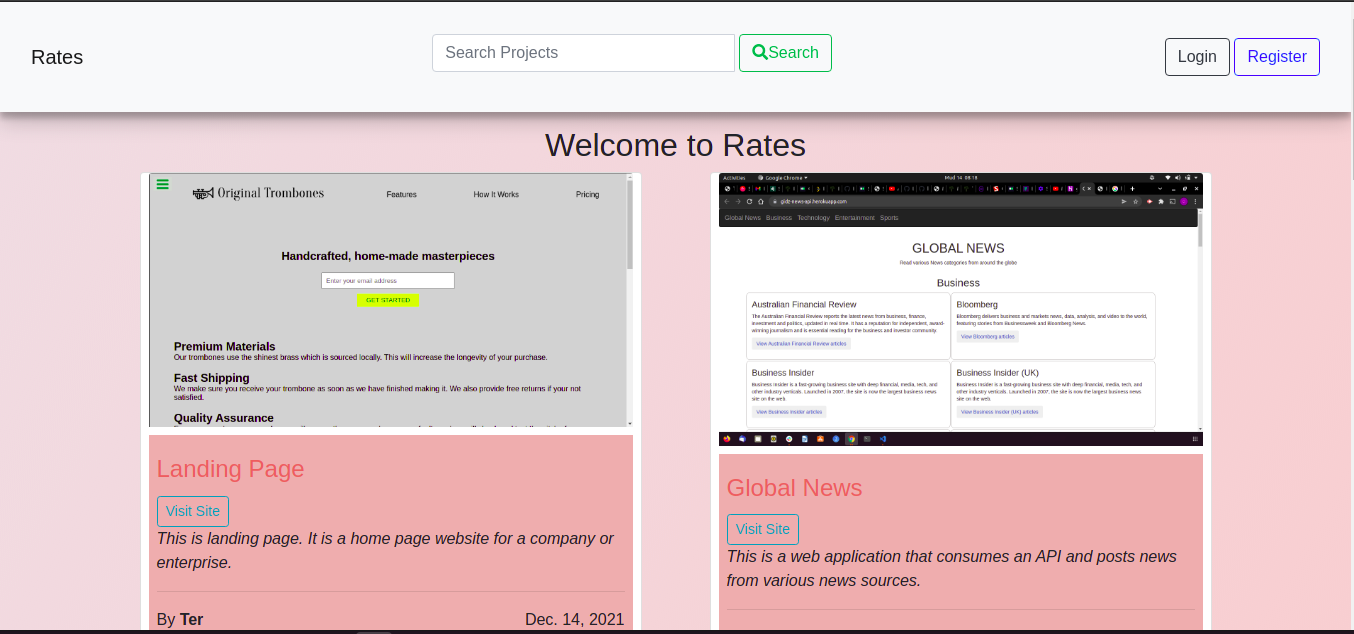 Rates
Search Projects
Search
Login
Register
Welcome to Rates
Original Trombones
Features
How It Works
Pricing
Handcrafted, home-made masterpieces
Enter your email address
GET STARTED
Premium Materials
Our trombones use the shinest brass which is sourced locally. This will increase the longevity of your purchase.
Fast Shipping
We make sure you receive your trombone as soon as we have finished making it. We also provide free returns if your not
satisfied.
Quality Assurance
Landing Page
Visit Site
This is landing page. It is a home page website for a company or
enterprise.
By Ter
Dec. 14, 2021
Activities
Google Chrome
Global News Business Technology Entertainment Sports
GLOBAL NEWS
Read various News categories from around the globe
Business
Australian Financial Review
The Australian Financial Review reports the latest news from business, finance,
investment and politics, updated in real time. It has a reputation for independent, award-
winning journalism and is essential reading for the business and investor community.
View Australian Financial Review articles
Bloomberg
Bloomberg delivers business and markets news, data, analysis, and video to the world,
featuring stories from Businessweek and Bloomberg News.
View Bloomberg articles
Business Insider
Business Insider is a fast-growing business site with deep financial, media, tech, and
other industry verticals. Launched in 2007, the site is now the largest business news
site on the web.
View Business Insider articles
Business Insider (UK)
Business Insider is a fast-growing business site with deep financial, media, tech, and
other industry verticals. Launched in 2007, the site is now the largest business news
site on the web.
View Business Insider (UK) articles
Global News
Visit Site
This is a web application that consumes an API and posts news
from various news sources.